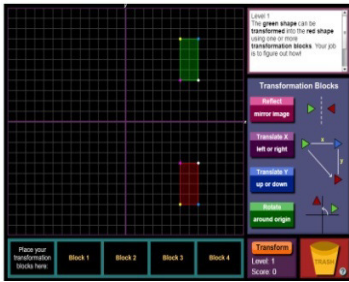 y
x
Level 1
The green shape can be
transformed into the red shape
using one or more
transformation blocks. Your job
is to figure out how!
Transformation Blocks
Reflect
mirror image
Translate X
left or right
x
Translate Y
up or down
y
Rotate
around origin
Place your
transformation
blocks here:
Block 1
Block 2
Block 3
Block 4
Transform
Level: 1
Score: 0
TRASH
?